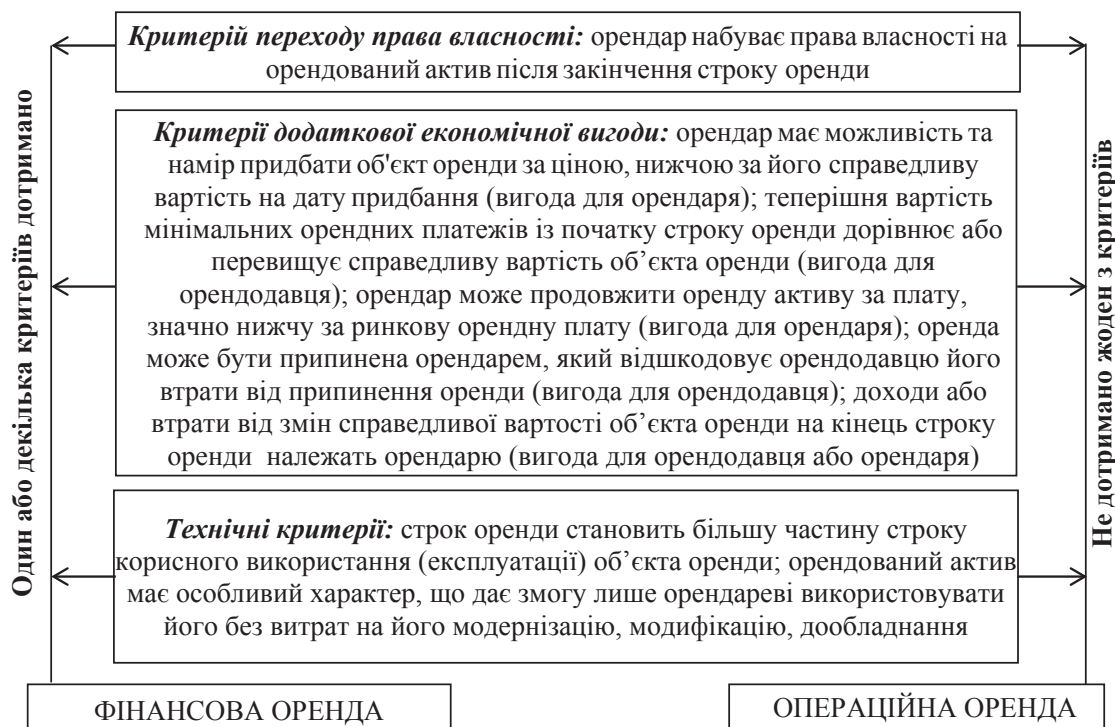 Критерій переходу права власності: орендар набуває права власності на
орендований актив після закінчення строку оренди
Один або декілька критеріїв дотримано
Критерії додаткової економічної вигоди: орендар має можливість та
намір придбати об'єкт оренди за ціною, нижчою за його справедливу
вартість на дату придбання (вигода для орендаря); теперішня вартість
мінімальних орендних платежів із початку строку оренди дорівнює або
перевищує справедливу вартість об’єкта оренди (вигода для
орендодавця); орендар може продовжити оренду активу за плату,
значно нижчу за ринкову орендну плату (вигода для орендаря); оренда
може бути припинена орендарем, який відшкодовує орендодавцю його
втрати від припинення оренди (вигода для орендодавця); доходи або
втрати від змін справедливої вартості об’єкта оренди на кінець строку
оренди належать орендарю (вигода для орендодавця або орендаря)
Не дотримано жоден з критеріїв
Технічні критерії: строк оренди становить більшу частину строку
корисного використання (експлуатації) об’єкта оренди; орендований актив
має особливий характер, що дає змогу лише орендареві використовувати
його без витрат на його модернізацію, модифікацію, дообладнання
ФІНАНСОВА ОРЕНДА
ОПЕРАЦІЙНА ОРЕНДА